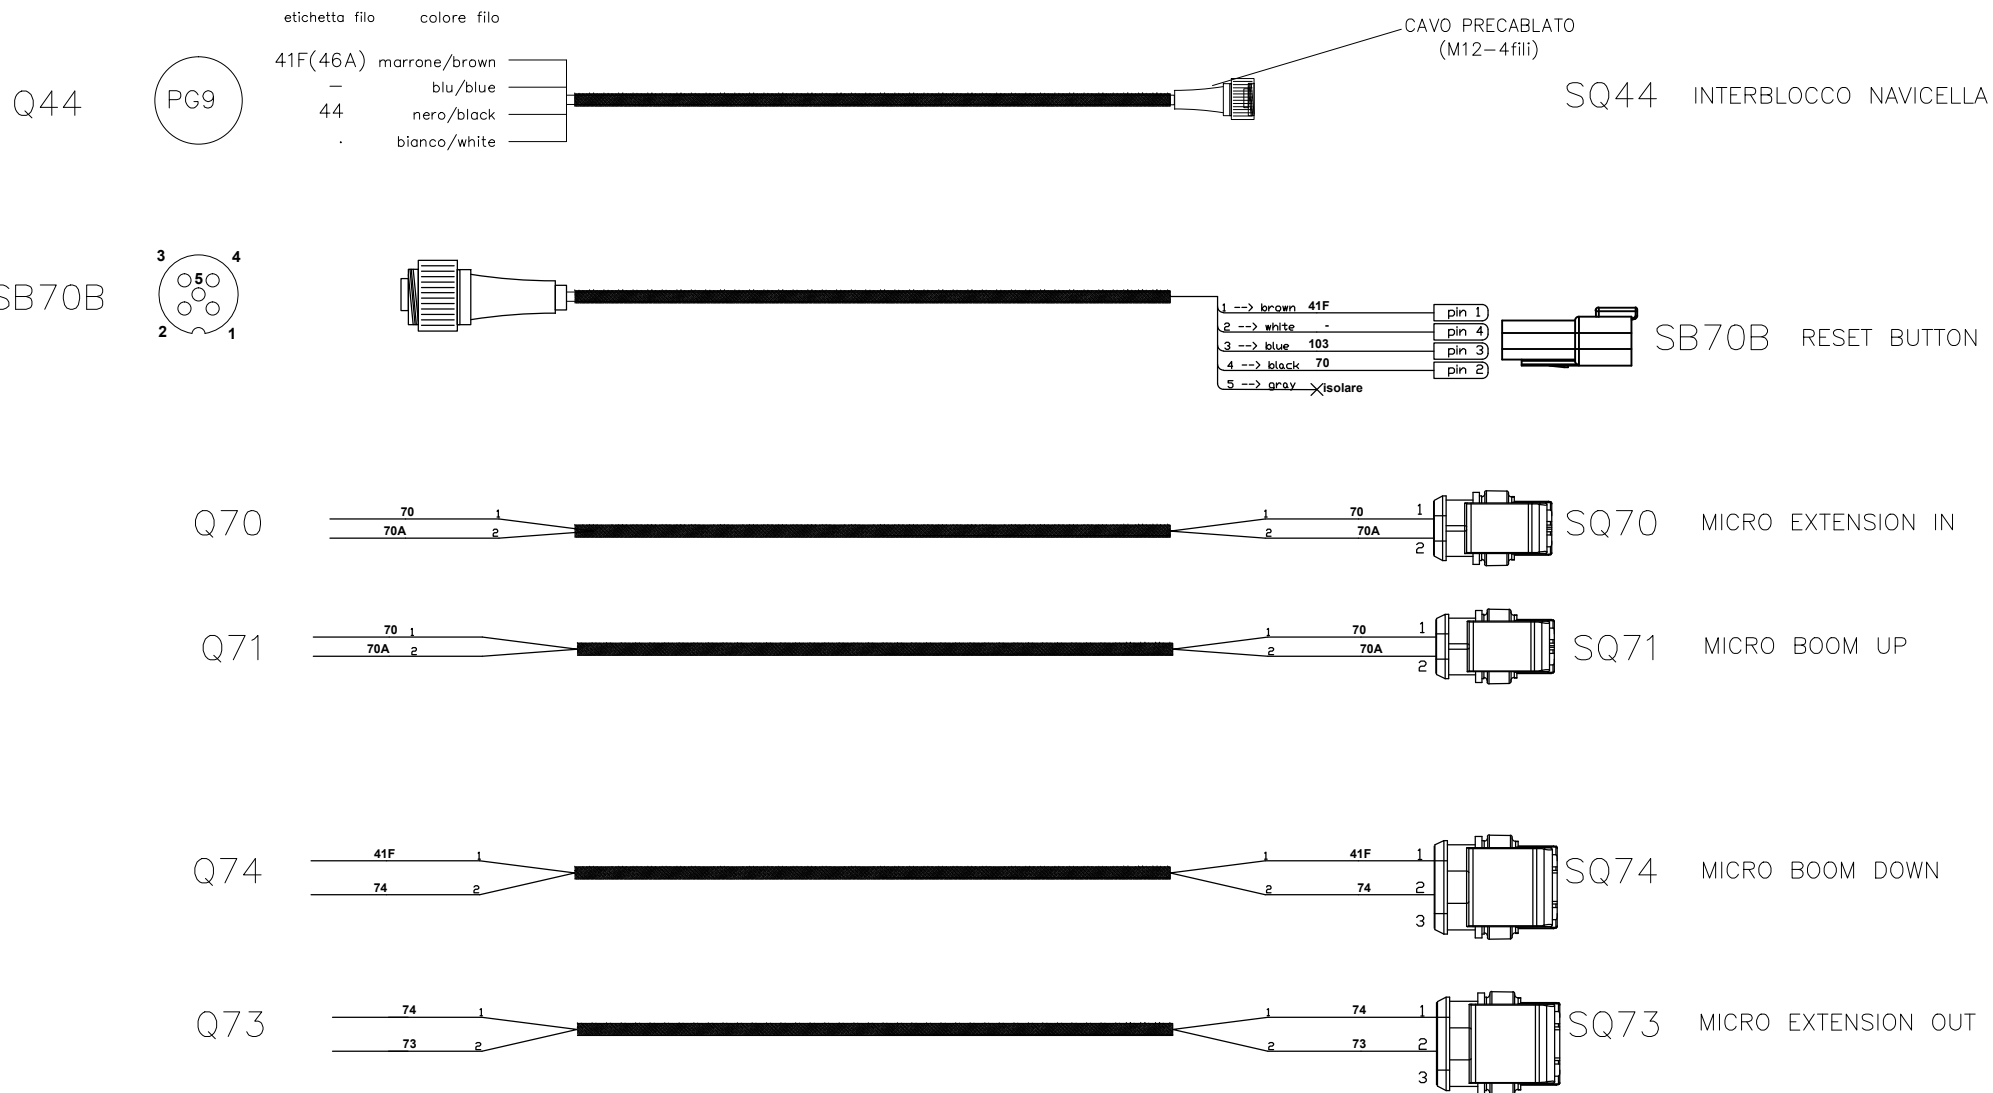 etichetta filo colore filo
CAVO PRECABLATO
(M12-4fili)
Q44 PG9 41F(46A) marrone/brown
- blu/blue
44 nero/black
. bianco/white
SQ44 INTERBLOCCO NAVICELLA
SB70B
3 4
5
2 1
1 --> brown 41F pin 1
2 --> white - pin 4
3 --> blue 103 pin 3
4 --> black 70 pin 2
5 --> gray isolare
SB70B RESET BUTTON
Q70
70 1 1 70 1
70A 2 2 70A 2
SQ70 MICRO EXTENSION IN
Q71
70 1 1 70 1
70A 2 2 70A 2
SQ71 MICRO BOOM UP
Q74
41F 1 1 41F 1
74 2 2 74 2
3
SQ74 MICRO BOOM DOWN
Q73
74 1 1 74 1
73 2 2 73 2
3
SQ73 MICRO EXTENSION OUT